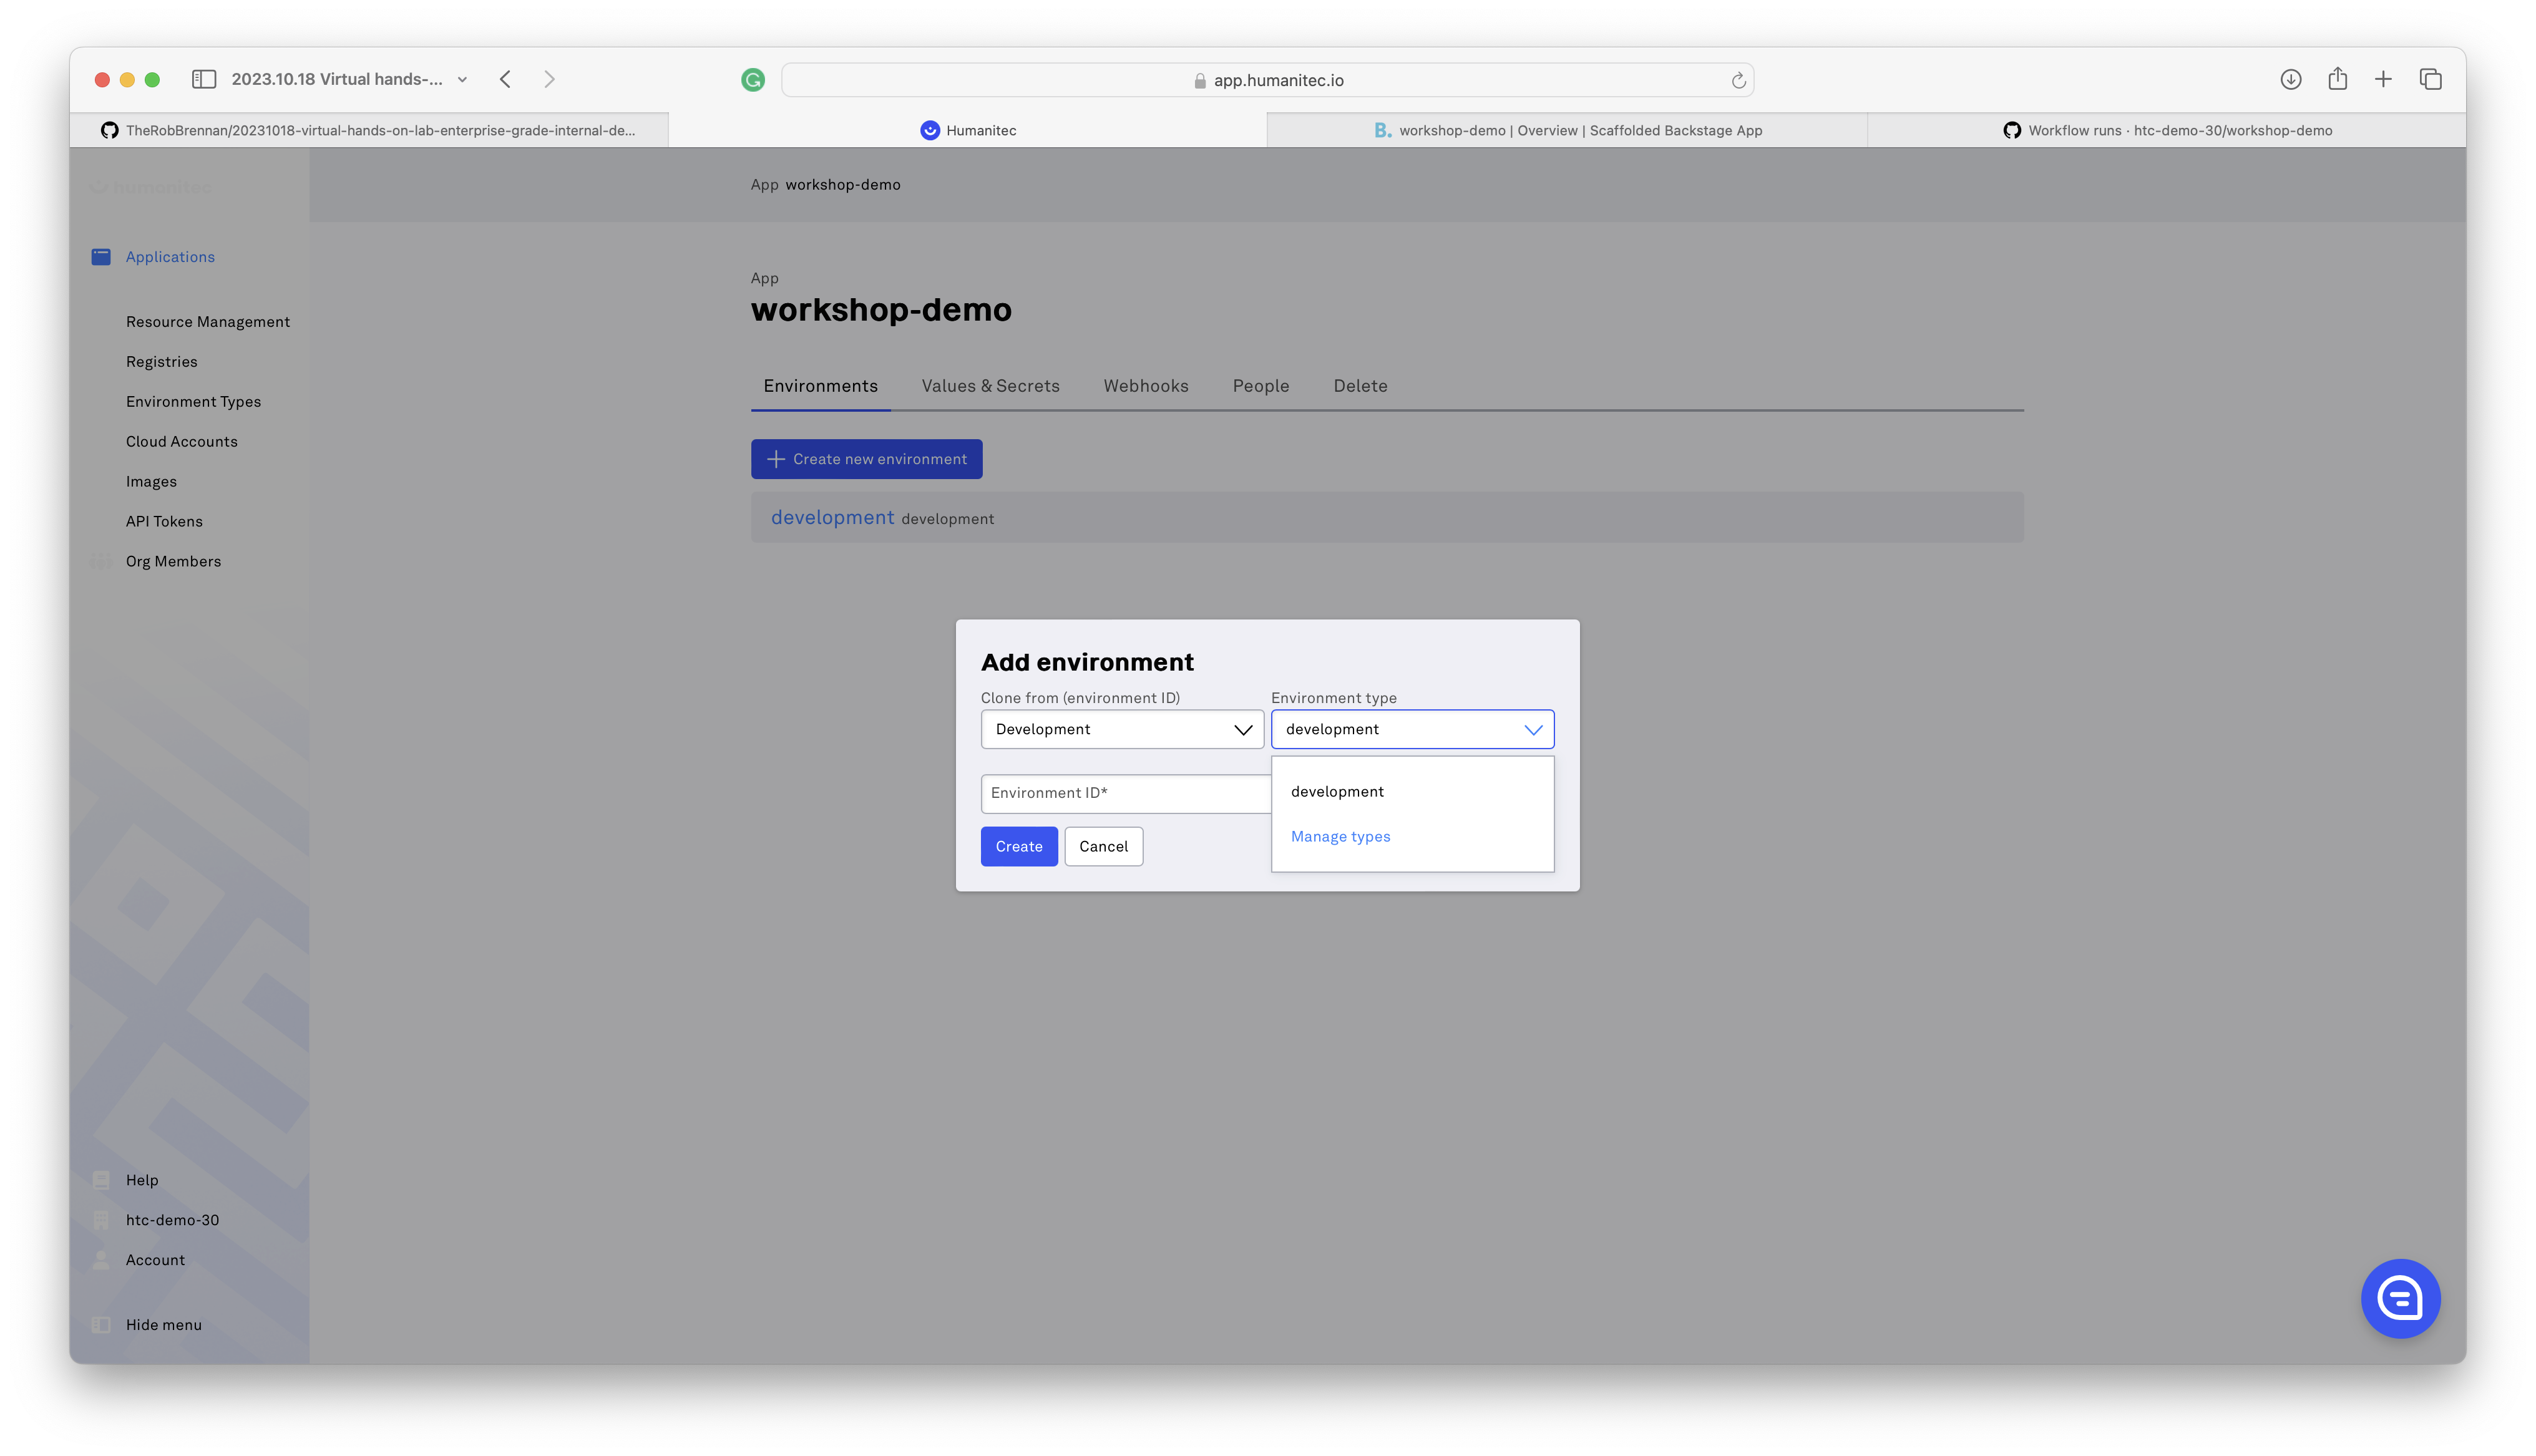 2023.10.18 Virtual hands-...
app.humanitec.io
TheRobBrennan/20231018-virtual-hands-on-lab-enterprise-grade-internal-de...
Humanitec
B. workshop-demo | Overview | Scaffolded Backstage App
Workflow runs · htc-demo-30/workshop-demo
humanitec
App workshop-demo
Applications
Resource Management
Registries
Environment Types
Cloud Accounts
Images
API Tokens
Org Members
App
workshop-demo
Environments
Values & Secrets
Webhooks
People
Delete
Create new environment
development development
Add environment
Clone from (environment ID)
Environment type
Development
development
Environment ID*
development
Manage types
Create
Cancel
Help
htc-demo-30
Account
Hide menu